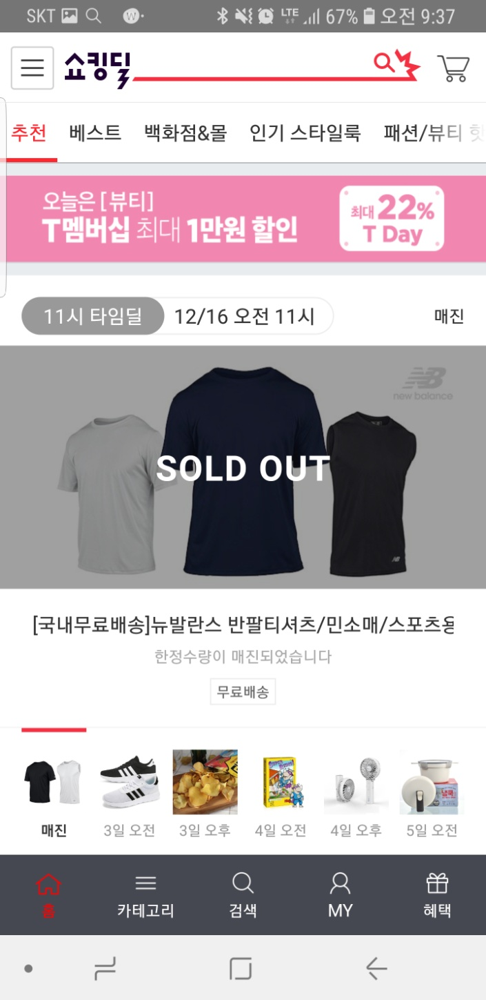 SKT
LTE 67% 오전 9:37
쇼킹딜
추천 베스트 백화점&몰 인기 스타일룩 패션/뷰티 핫
오늘은 [뷰티]
T멤버십 최대 1만원 할인
최대 22%
T Day
11시 타임딜 12/16 오전 11시 매진
new balance
SOLD OUT
[국내무료배송]뉴발란스 반팔티셔츠/민소매/스포츠용
한정수량이 매진되었습니다
무료배송
매진 3일 오전 3일 오후 4일 오전 4일 오후 5일 오전
홈 카테고리 검색 MY 혜택